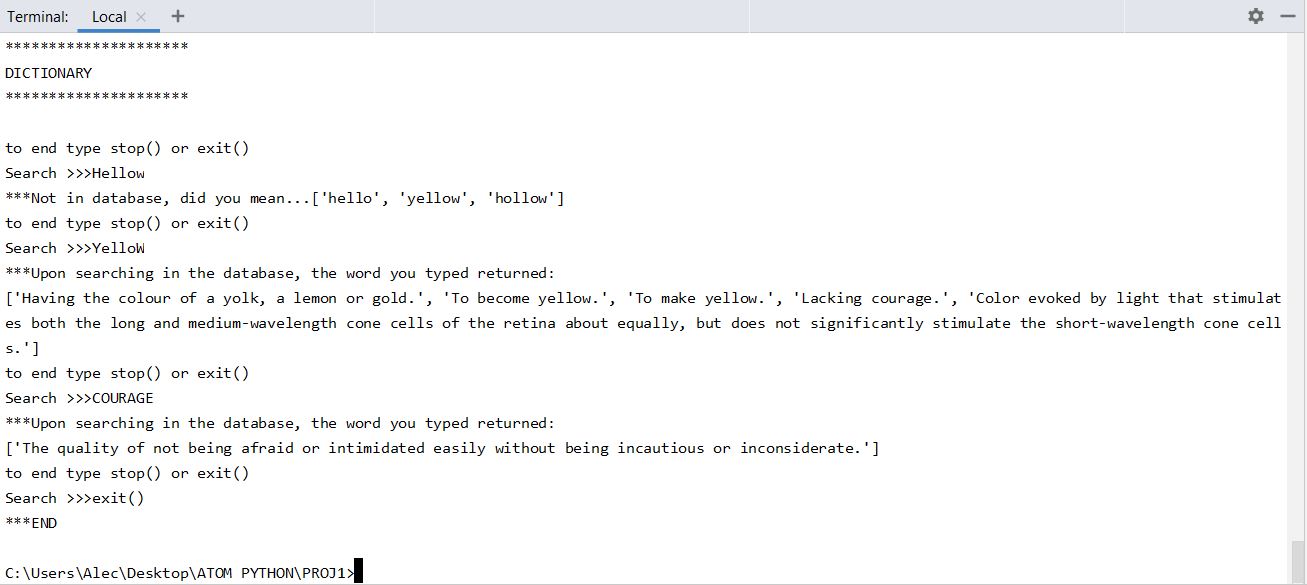 Terminal: Local × +
*********************
DICTIONARY
*********************
to end type stop() or exit()
Search >>>Hellow
***Not in database, did you mean...['hello', 'yellow', 'hollow']
to end type stop() or exit()
Search >>>YelloW
***Upon searching in the database, the word you typed returned:
['Having the colour of a yolk, a lemon or gold.', 'To become yellow.', 'To make yellow.', 'Lacking courage.', 'Color evoked by light that stimulat
es both the long and medium-wavelength cone cells of the retina about equally, but does not significantly stimulate the short-wavelength cone cell
s.']
to end type stop() or exit()
Search >>>COURAGE
***Upon searching in the database, the word you typed returned:
['The quality of not being afraid or intimidated easily without being incautious or inconsiderate.']
to end type stop() or exit()
Search >>>exit()
***END
C:\Users\Alec\Desktop\ATOM PYTHON\PROJ1>